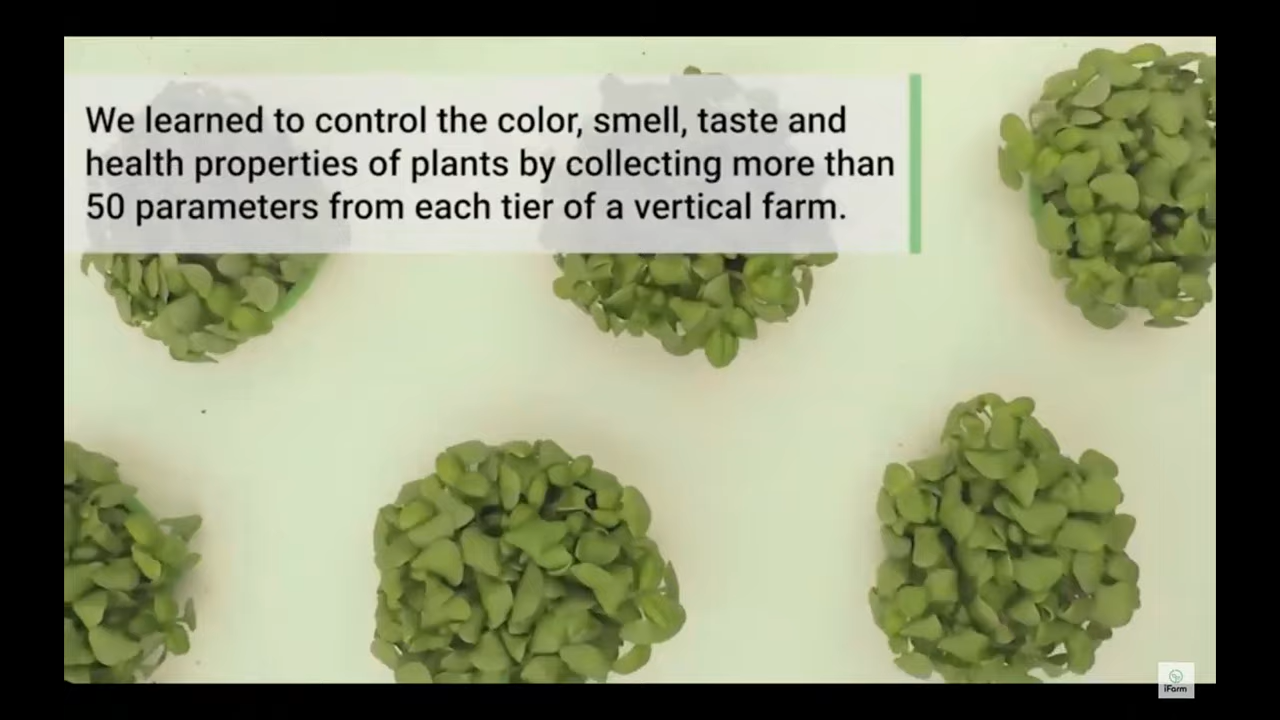 We learned to control the color, smell, taste and
health properties of plants by collecting more than
50 parameters from each tier of a vertical farm.
iFarm